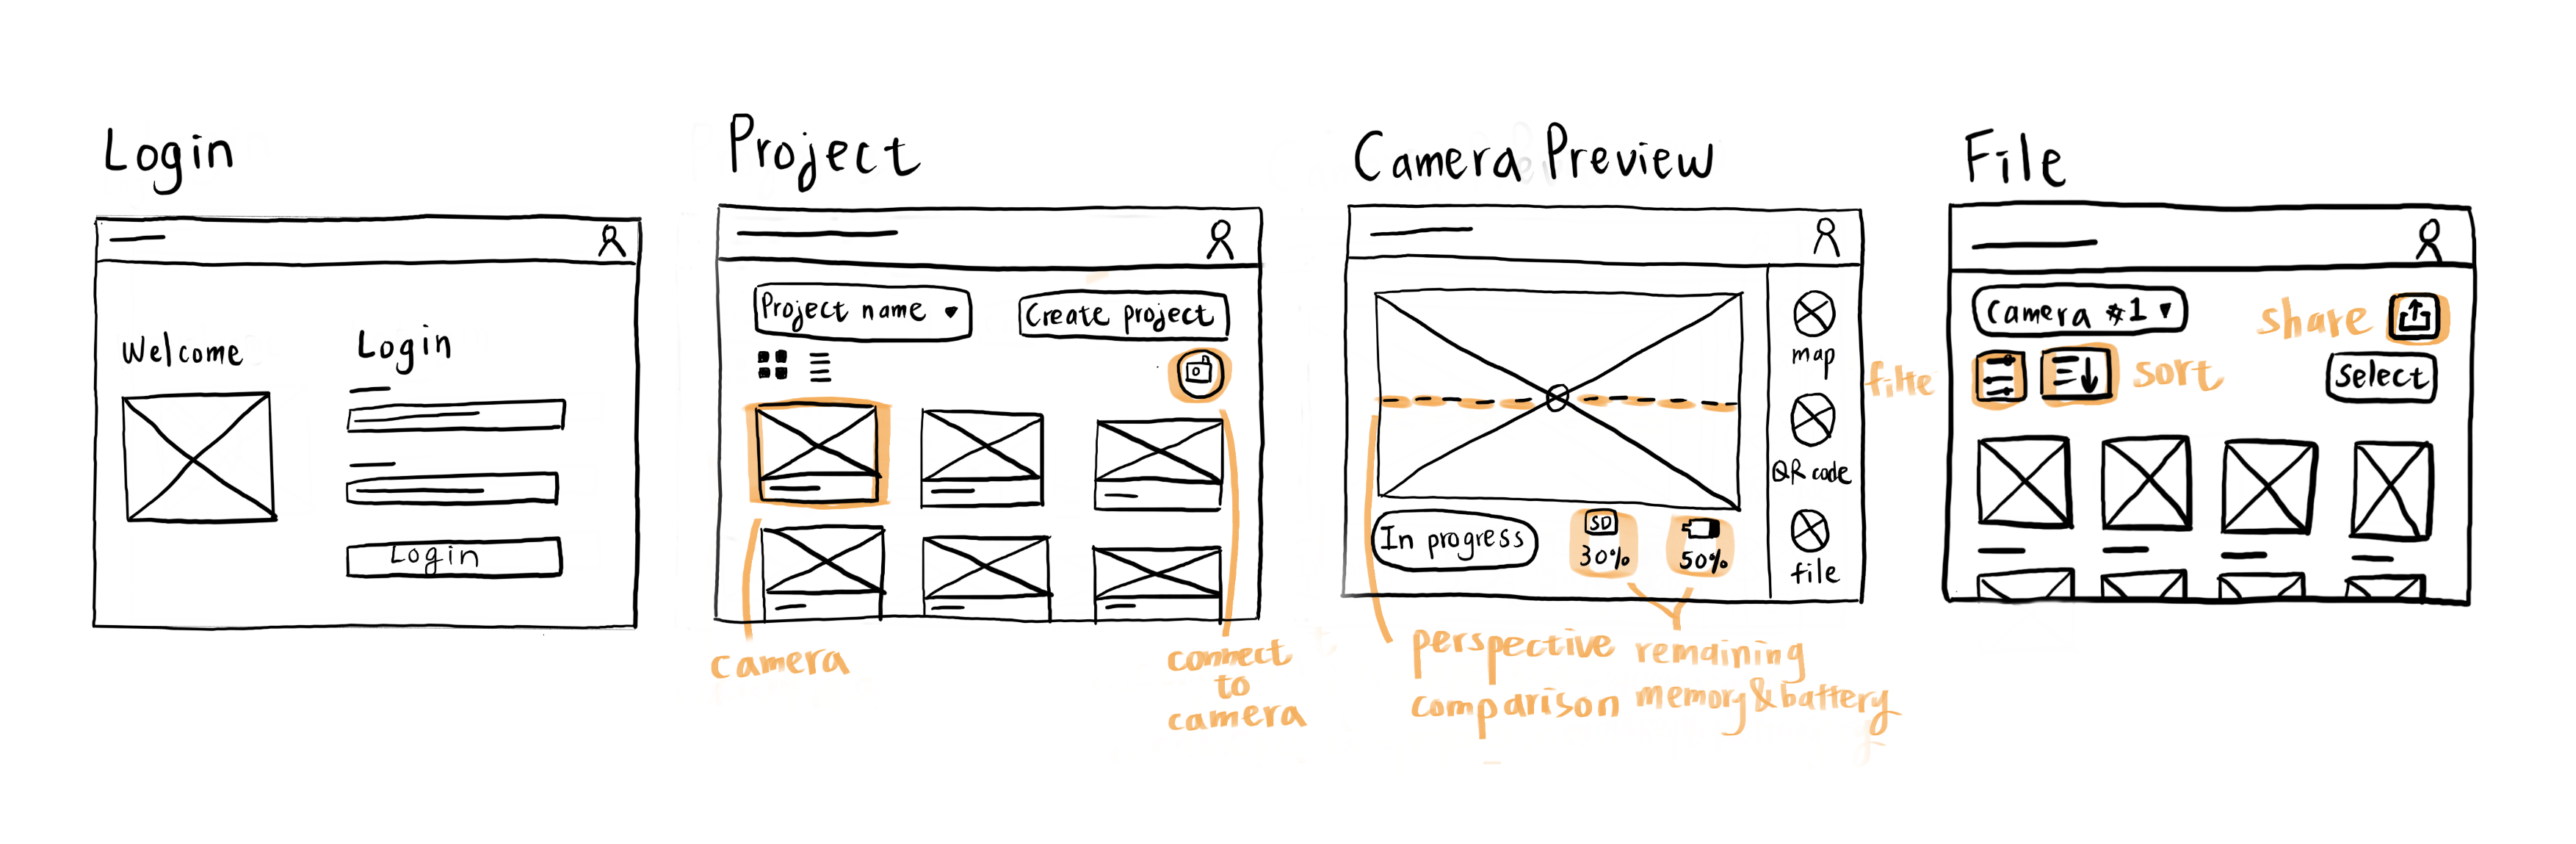 Login
Welcome
Login
Login
Project
Project name
Create project
camera
connect
to
camera
Camera Preview
map
QR code
file
In progress
SD
30%
50%
perspective
comparison
remaining
memory & battery
File
Camera #1
share
filte
sort
Select